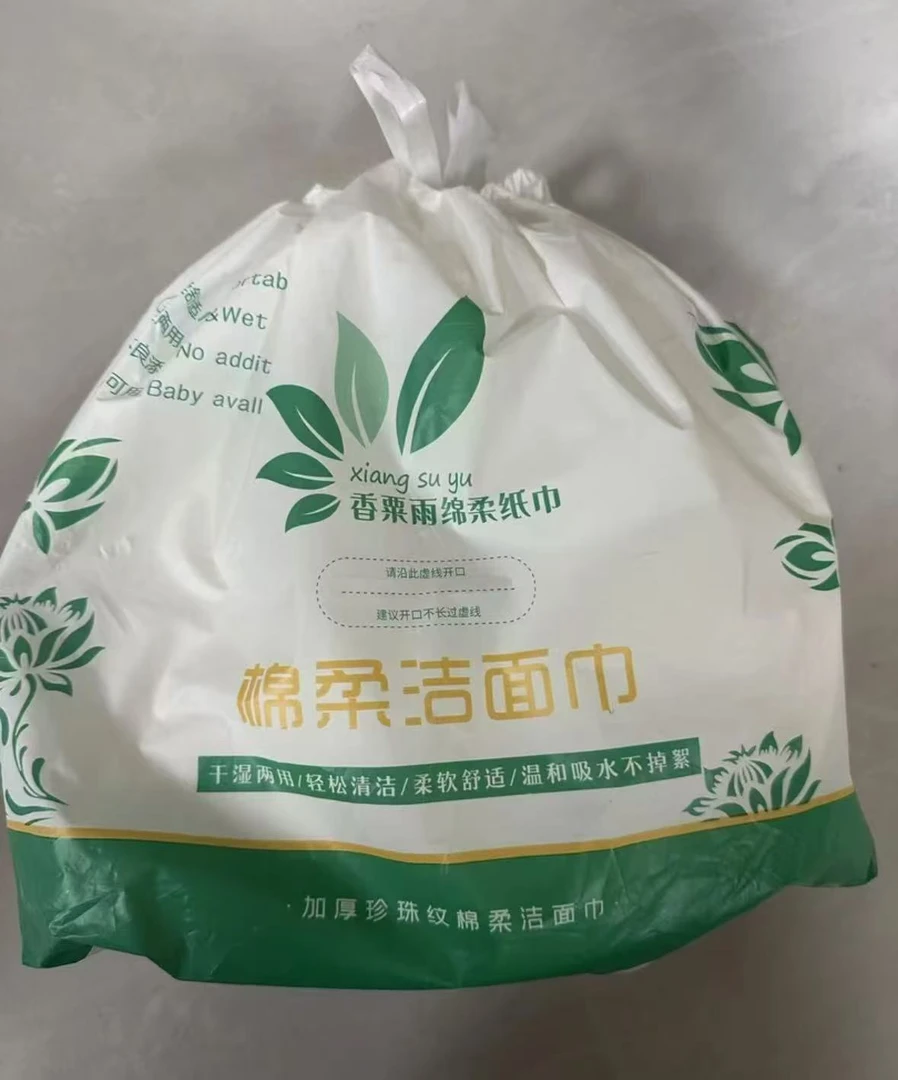 &Wet
两用
No addit
Baby avall
xiang su yu
香粟雨绵柔纸巾
请沿此虚线开口
建议开口不长过虚线
棉柔洁面巾
干湿两用/轻松清洁/柔软舒适/温和吸水不掉絮
·加厚珍珠纹棉柔洁面巾·